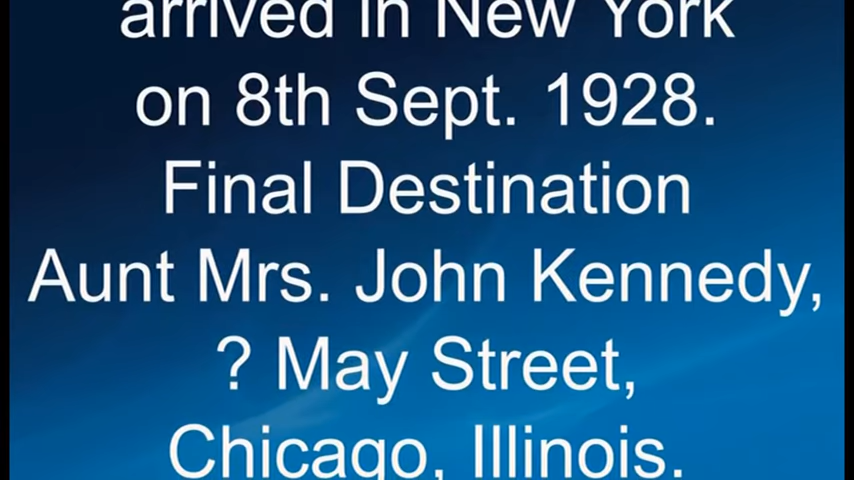 arrived in New York
on 8th Sept. 1928.
Final Destination
Aunt Mrs. John Kennedy,
? May Street,
Chicago, Illinois.